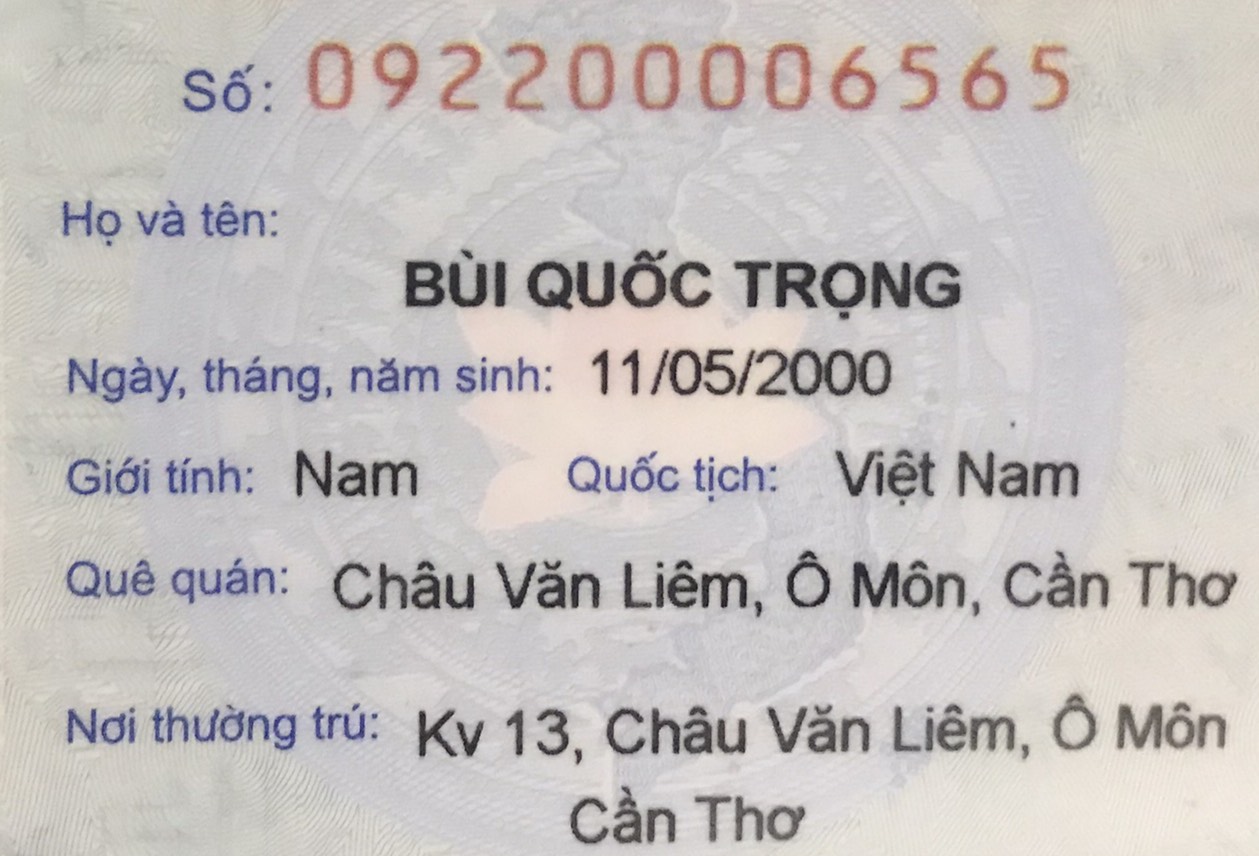 Số: 092200006565
Họ và tên:
BÙI QUỐC TRỌNG
Ngày, tháng, năm sinh: 11/05/2000
Giới tính: Nam Quốc tịch: Việt Nam
Quê quán: Châu Văn Liêm, Ô Môn, Cần Thơ
Nơi thường trú: Kv 13, Châu Văn Liêm, Ô Môn
Cần Thơ